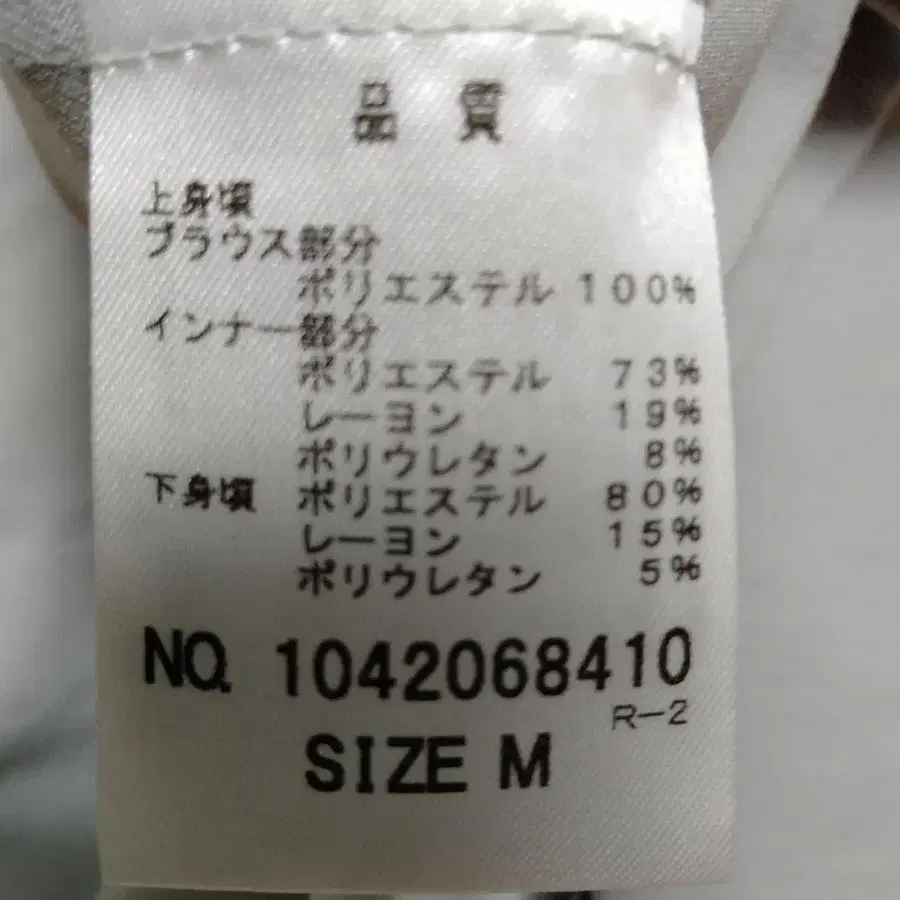 品質
上身頃
ブラウス部分
ポリエステル 100%
インナー部分
ポリエステル 73%
レーヨン 19%
ポリウレタン 8%
下身頃 ポリエステル 80%
レーヨン 15%
ポリウレタン 5%
NO. 1042068410
R-2
SIZE M